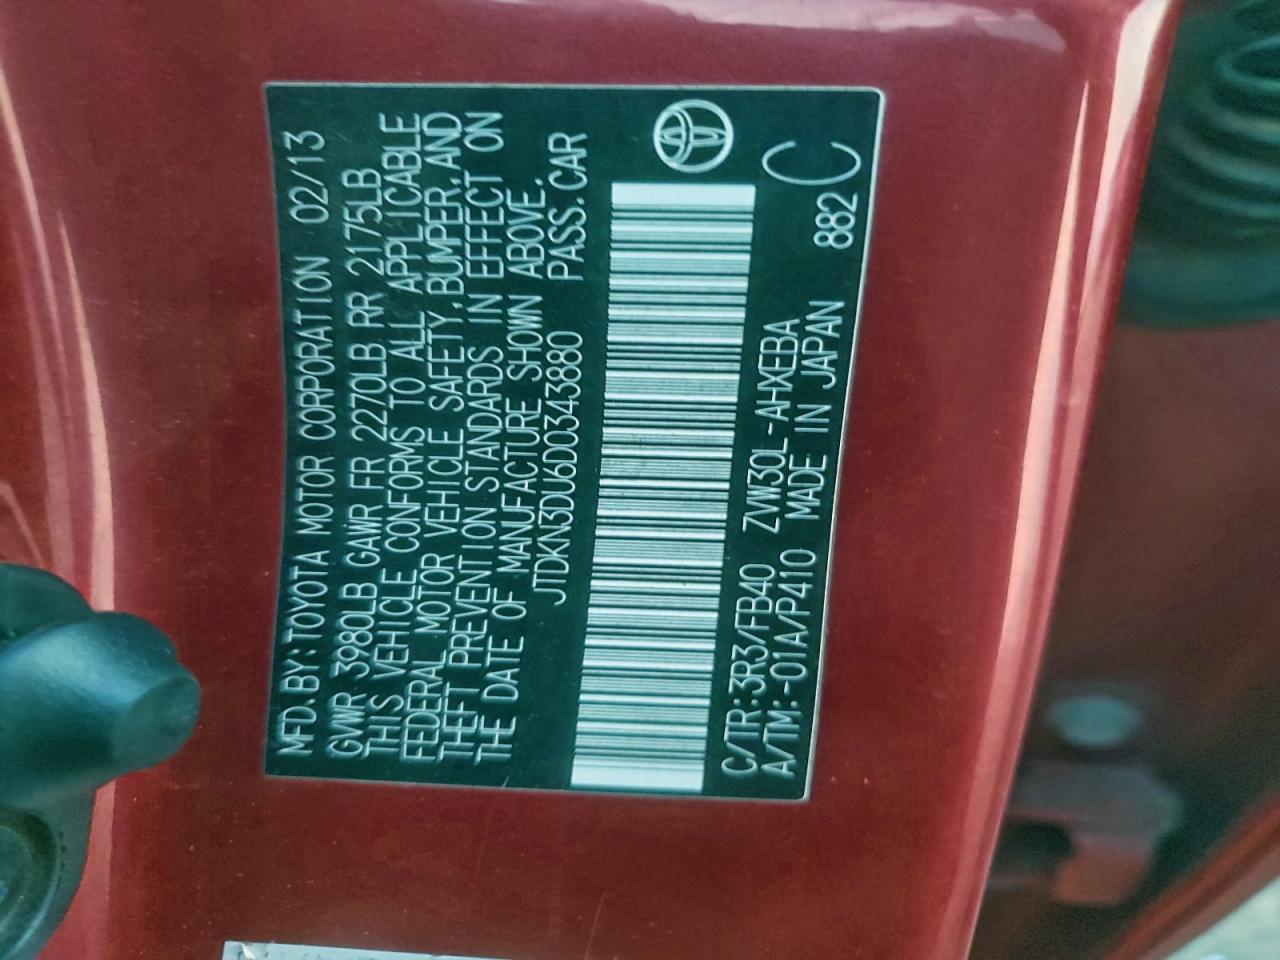 MFD.BY:TOYOTA MOTOR CORPORATION 02/13
GVWR 3980LB GAWR FR 2270LB RR 2175LB
THIS VEHICLE CONFORMS TO ALL APPLICABLE
FEDERAL MOTOR VEHICLE SAFETY,BUMPER,AND
THEFT PREVENTION STANDARDS IN EFFECT ON
THE DATE OF MANUFACTURE SHOWN ABOVE.
JTDKN3DU6D0343880 PASS.CAR
C/TR:3R3/FB40 ZVW30L-AHXEBA
A/TM:-01A/P410 MADE IN JAPAN 882 C